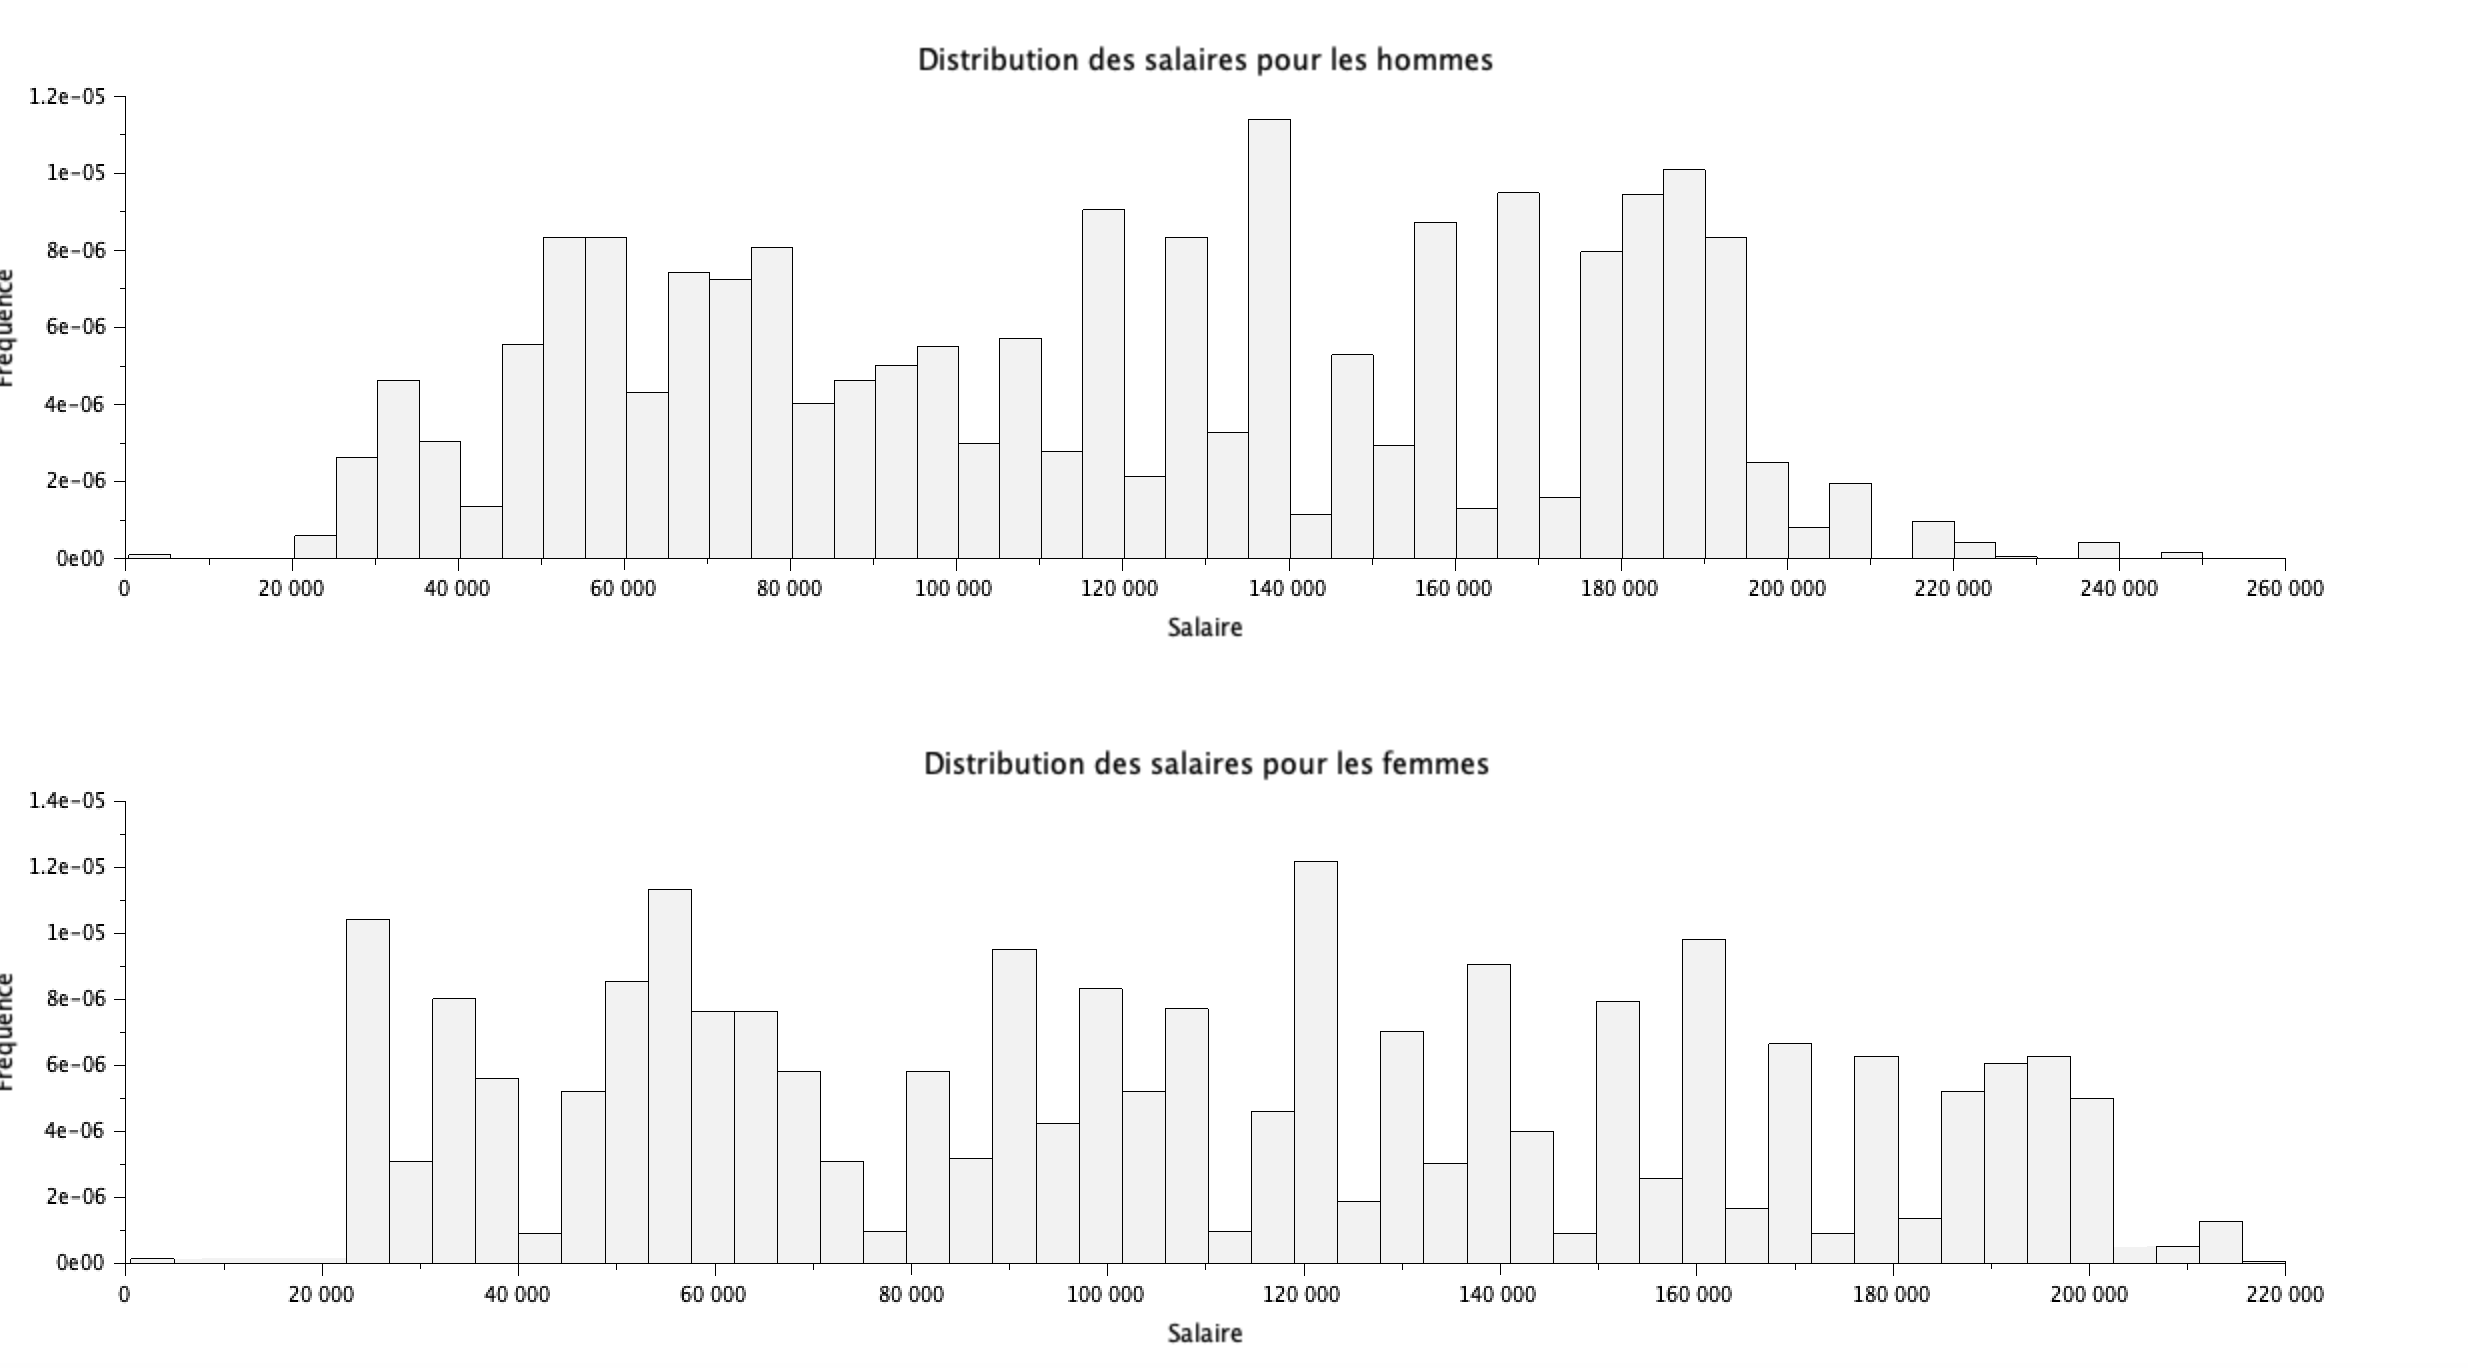 Distribution des salaires pour les hommes
1.2e-05
1e-05
8e-06
6e-06
4e-06
2e-06
0e00
Frequence
0 20 000 40 000 60 000 80 000 100 000 120 000 140 000 160 000 180 000 200 000 220 000 240 000 260 000
Salaire
Distribution des salaires pour les femmes
1.4e-05
1.2e-05
1e-05
8e-06
6e-06
4e-06
2e-06
0e00
Frequence
0 20 000 40 000 60 000 80 000 100 000 120 000 140 000 160 000 180 000 200 000 220 000
Salaire